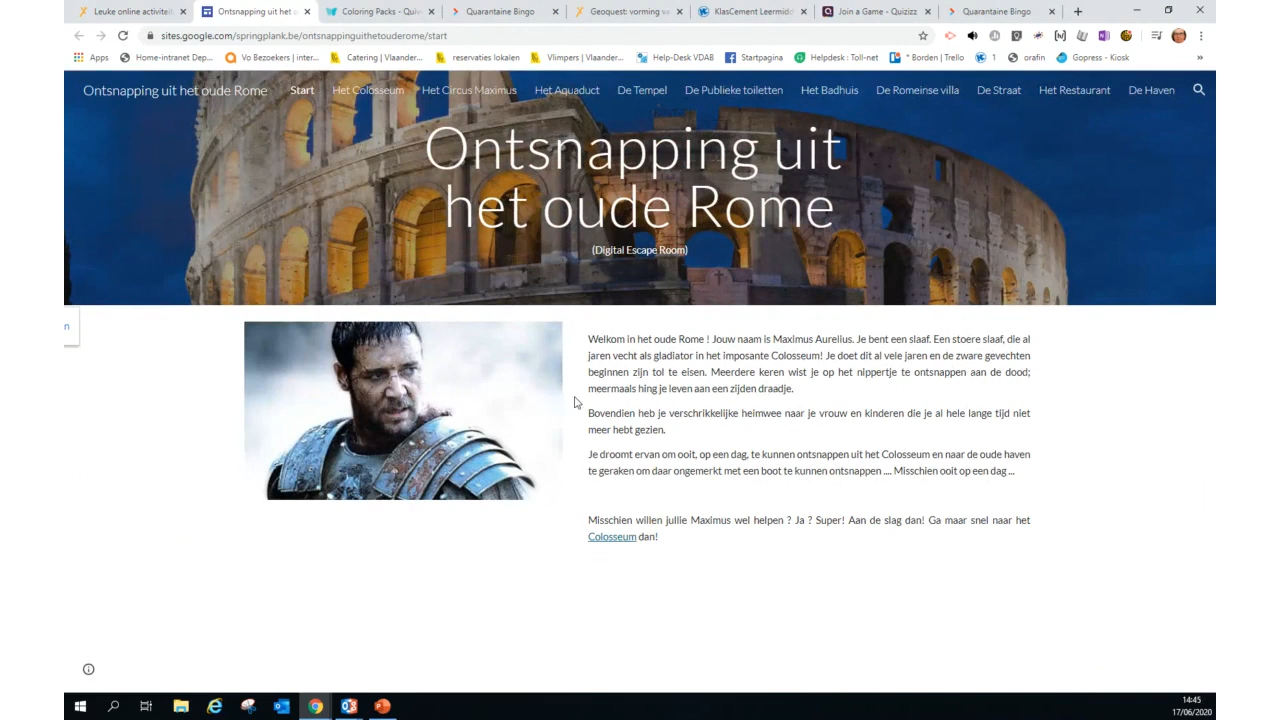 Leuke online activiteit
Ontsnapping uit het o
Coloring Packs - Quiv
Quarantaine Bingo
Geoquest: vorming va
KlasCement Leermidd
Join a Game - Quizizz
Quarantaine Bingo
sites.google.com/springplank.be/ontsnappinguithetouderome/start
Apps
Home-intranet Dep...
Vo Bezoekers | inter...
Catering | Vlaander...
reservaties lokalen
Vlimpers | Vlaander...
Help-Desk VDAB
Startpagina
Helpdesk : Toll-net
* Borden | Trello
1
orafin
Gopress - Kiosk
»
Ontsnapping uit het oude Rome
Start
Het Colosseum
Het Circus Maximus
Het Aquaduct
De Tempel
De Publieke toiletten
Het Badhuis
De Romeinse villa
De Straat
Het Restaurant
De Haven
Ontsnapping uit
het oude Rome
(Digital Escape Room)
n
Welkom in het oude Rome ! Jouw naam is Maximus Aurelius. Je bent een slaaf. Een stoere slaaf, die al
jaren vecht als gladiator in het imposante Colosseum! Je doet dit al vele jaren en de zware gevechten
beginnen zijn tol te eisen. Meerdere keren wist je op het nippertje te ontsnappen aan de dood;
meermaals hing je leven aan een zijden draadje.
Bovendien heb je verschrikkelijke heimwee naar je vrouw en kinderen die je al hele lange tijd niet
meer hebt gezien.
Je droomt ervan om ooit, op een dag, te kunnen ontsnappen uit het Colosseum en naar de oude haven
te geraken om daar ongemerkt met een boot te kunnen ontsnappen .... Misschien ooit op een dag ...
Misschien willen jullie Maximus wel helpen ? Ja ? Super! Aan de slag dan! Ga maar snel naar het
Colosseum dan!
14:45
17/06/2020